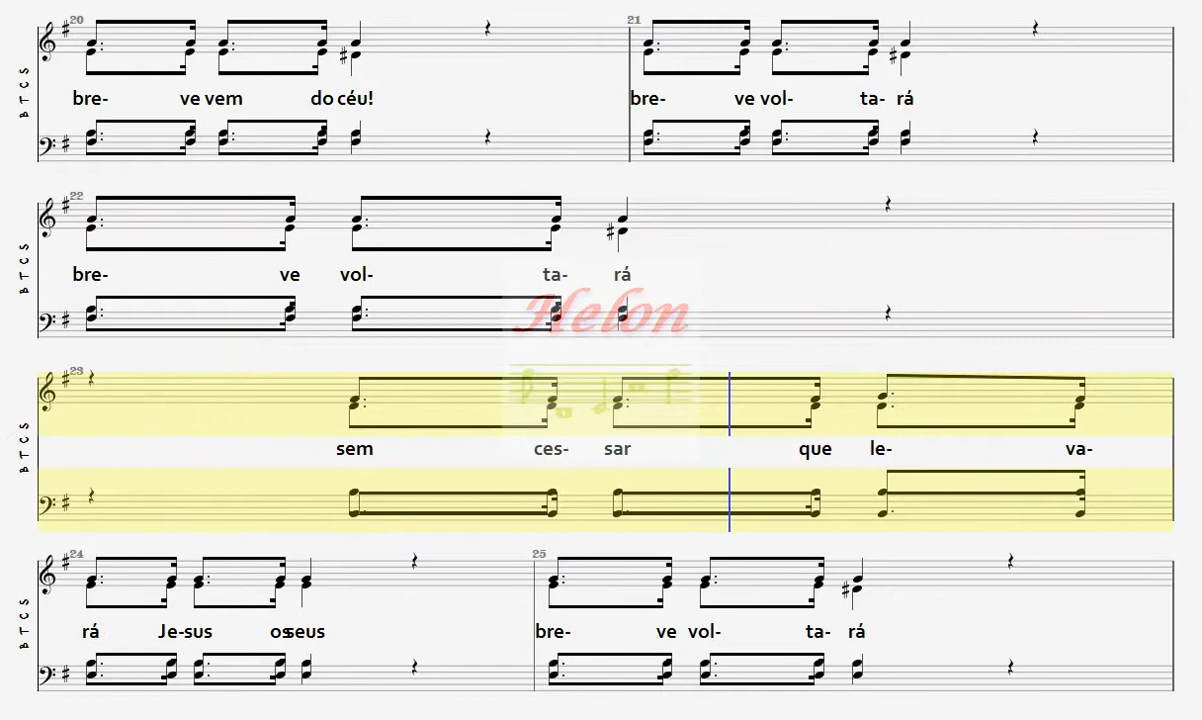 20 21
B T C S
bre- ve vem do céu! bre- ve vol- ta- rá
22
B T C S
bre- ve vol- ta- rá
Helon
23
B T C S
sem ces- sar que le- va-
24 25
B T C S
rá Je-sus os seus bre- ve vol- ta- rá